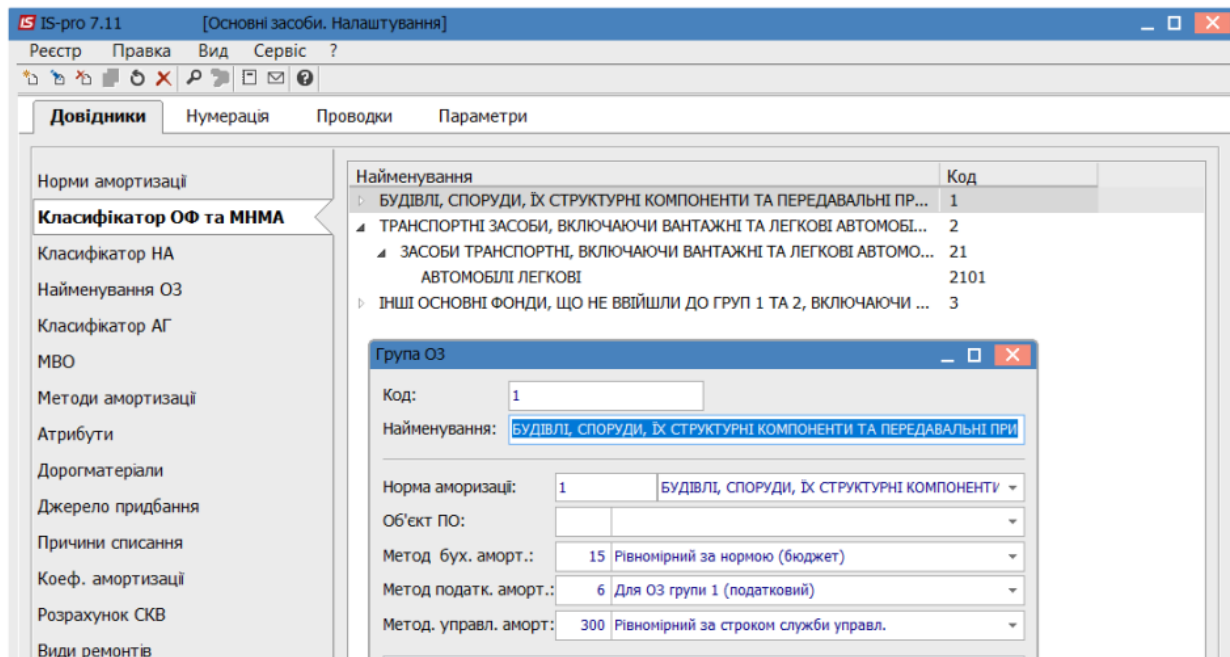 IS-pro 7.11 [Основні засоби. Налаштування]
Реєстр Правка Вид Сервіс ?
Довідники Нумерація Проводки Параметри
Норми амортизації
Класифікатор ОФ та МНМА
Класифікатор НА
Найменування ОЗ
Класифікатор АГ
МВО
Методи амортизації
Атрибути
Дорогматеріали
Джерело придбання
Причини списання
Коеф. амортизації
Розрахунок СКВ
Види ремонтів
Найменування Код
БУДІВЛІ, СПОРУДИ, ЇХ СТРУКТУРНІ КОМПОНЕНТИ ТА ПЕРЕДАВАЛЬНІ ПР... 1
ТРАНСПОРТНІ ЗАСОБИ, ВКЛЮЧАЮЧИ ВАНТАЖНІ ТА ЛЕГКОВІ АВТОМОБІ... 2
ЗАСОБИ ТРАНСПОРТНІ, ВКЛЮЧАЮЧИ ВАНТАЖНІ ТА ЛЕГКОВІ АВТОМО... 21
АВТОМОБІЛІ ЛЕГКОВІ 2101
ІНШІ ОСНОВНІ ФОНДИ, ЩО НЕ ВВІЙШЛИ ДО ГРУП 1 ТА 2, ВКЛЮЧАЮЧИ ... 3
Група ОЗ
Код: 1
Найменування: БУДІВЛІ, СПОРУДИ, ЇХ СТРУКТУРНІ КОМПОНЕНТИ ТА ПЕРЕДАВАЛЬНІ ПРИ
Норма аморизації: 1 БУДІВЛІ, СПОРУДИ, ЇХ СТРУКТУРНІ КОМПОНЕНТИ
Об'єкт ПО:
Метод бух. аморт.: 15 Рівномірний за нормою (бюджет)
Метод податк. аморт.: 6 Для ОЗ групи 1 (податковий)
Метод. управл. аморт: 300 Рівномірний за строком служби управл.